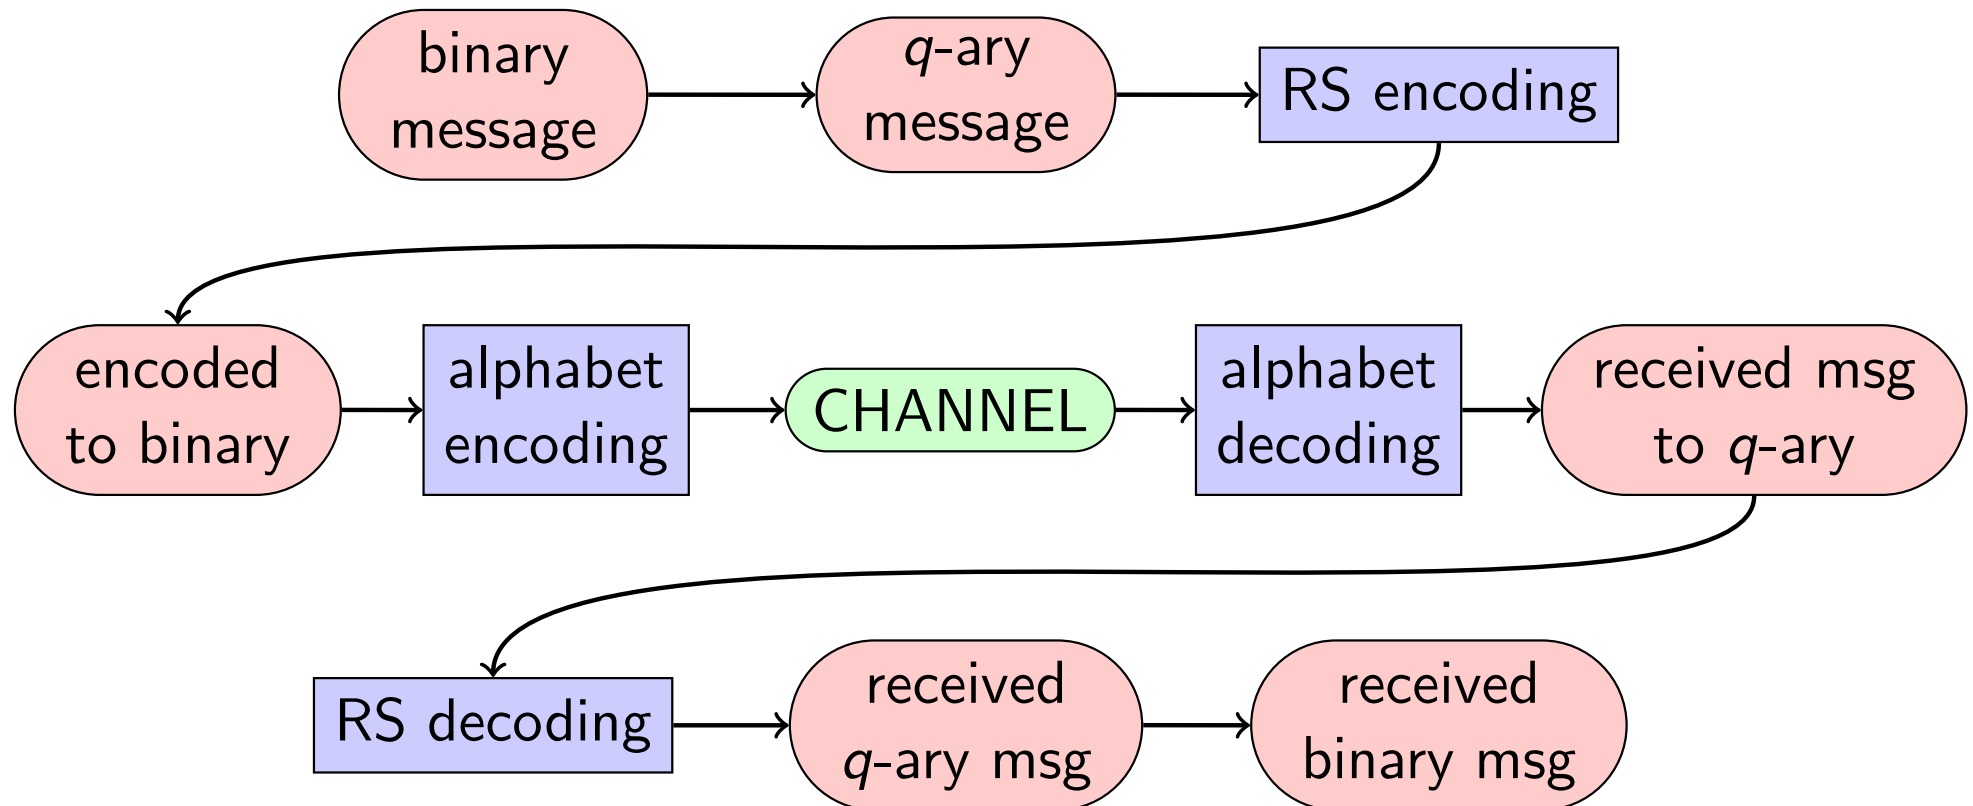 binary
message
q-ary
message
RS encoding
encoded
to binary
alphabet
encoding
CHANNEL
alphabet
decoding
received msg
to q-ary
RS decoding
received
q-ary msg
received
binary msg